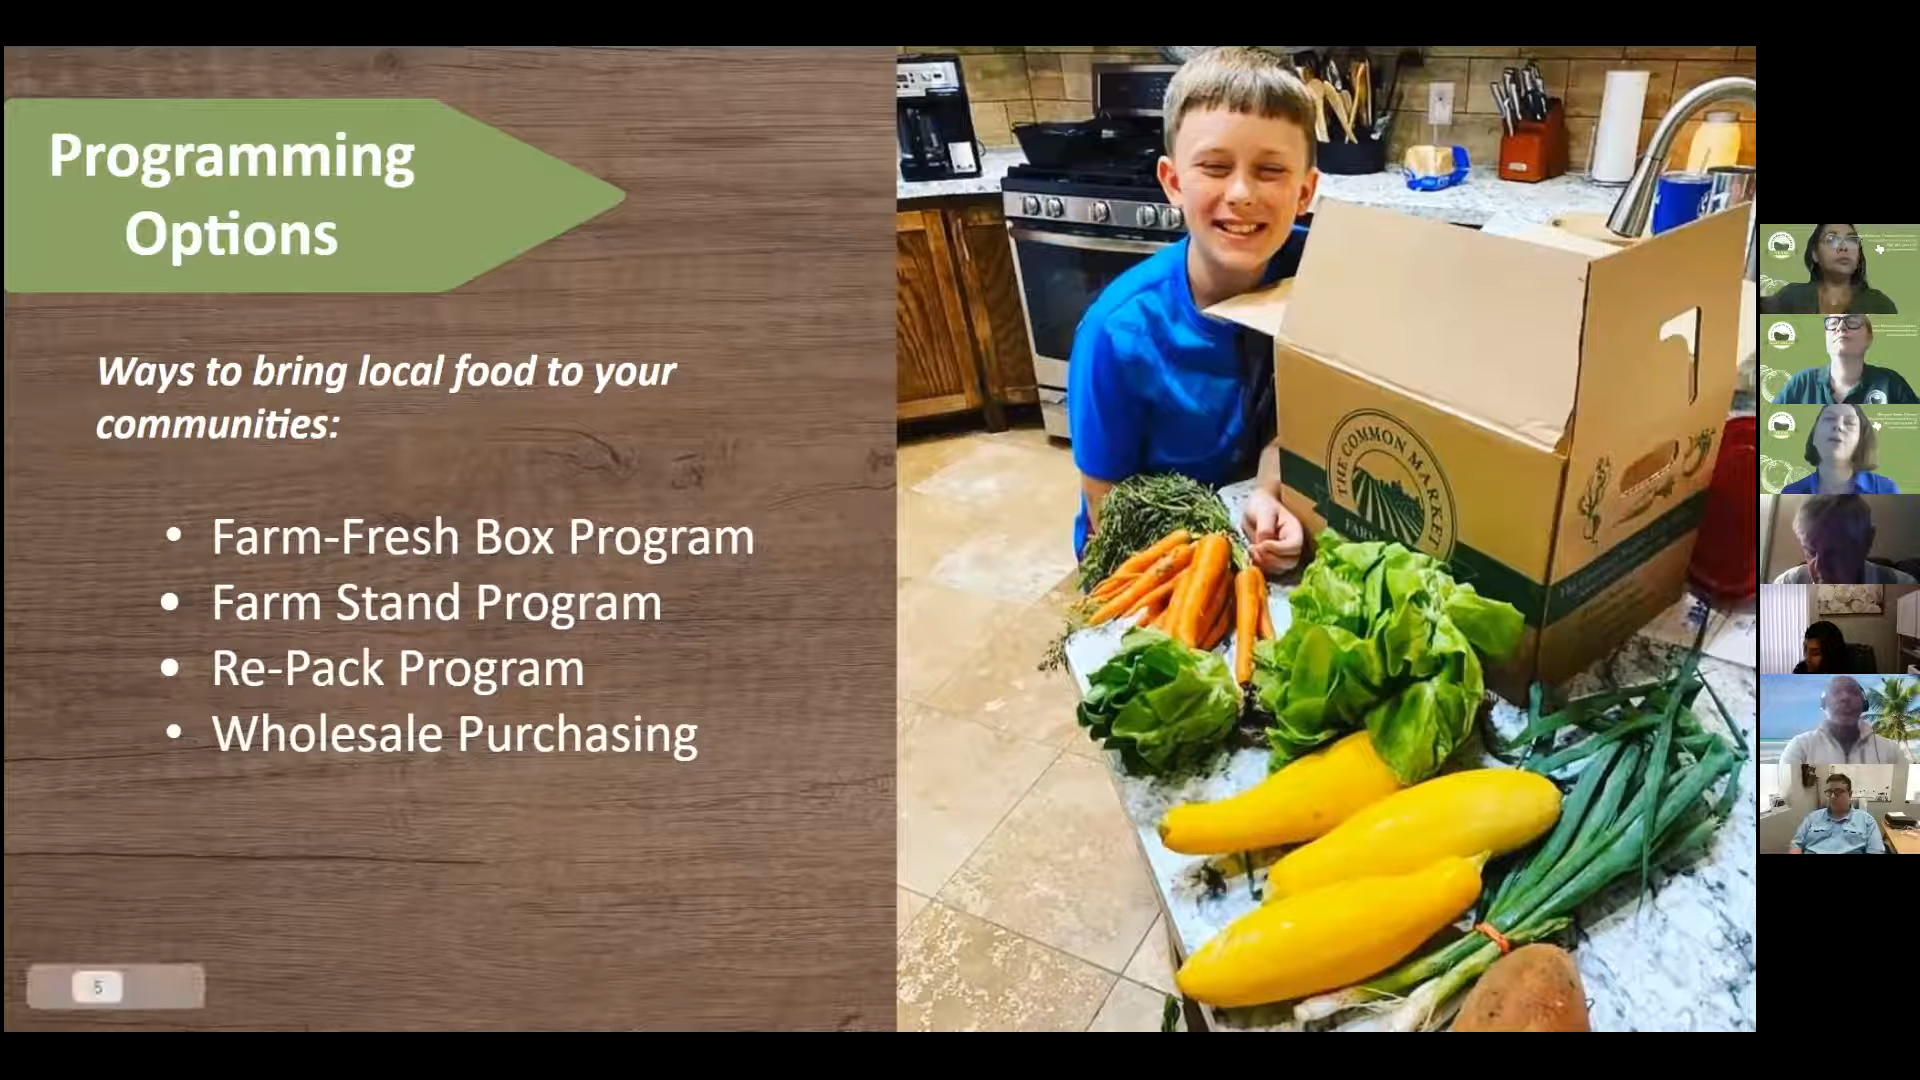 Programming
Options
Ways to bring local food to your
communities:
• Farm-Fresh Box Program
• Farm Stand Program
• Re-Pack Program
• Wholesale Purchasing
5
THE COMMON MARKET